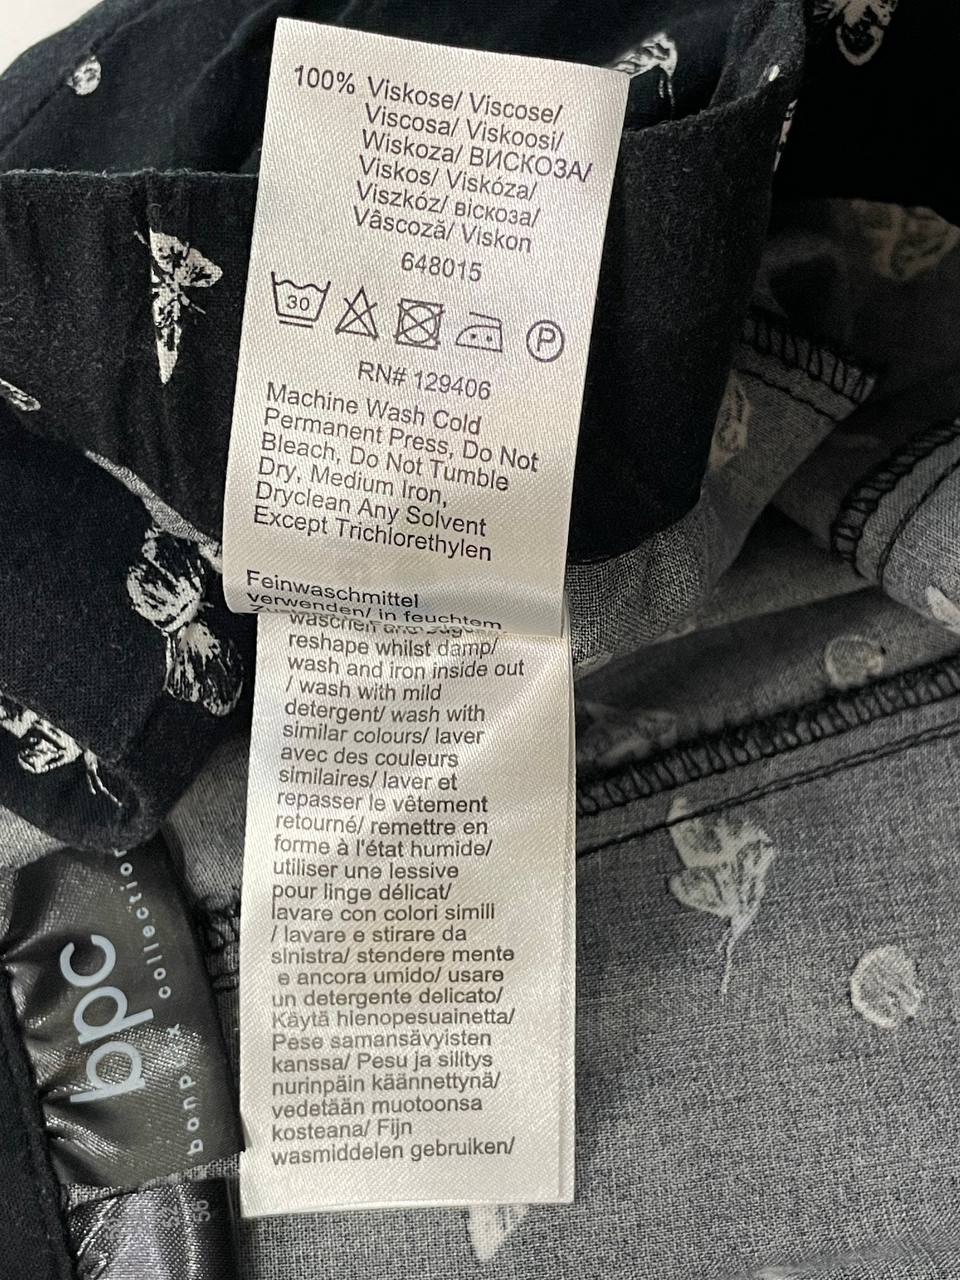 100% Viskose/ Viscose/
Viscosa/ Viskoosi/
Wiskoza/ ВИСКОЗА/
Viskos/ Viskóza/
Viszkóz/ віскоза/
Vâscoză/ Viskon
648015
30
P
RN# 129406
Machine Wash Cold
Permanent Press, Do Not
Bleach, Do Not Tumble
Dry, Medium Iron,
Dryclean Any Solvent
Except Trichlorethylen
Feinwaschmittel
verwenden/ in feuchtem
waschen
reshape whilst damp/
wash and iron inside out
/ wash with mild
detergent/ wash with
similar colours/ laver
avec des couleurs
similaires/ laver et
repasser le vêtement
retourné/ remettre en
forme à l'état humide/
utiliser une lessive
pour linge délicat/
lavare con colori simili
/ lavare e stirare da
sinistra/ stendere mente
e ancora umido/ usare
un detergente delicato/
Käytä hienopesuainetta/
Pese samansävyisten
kanssa/ Pesu ja silitys
nurinpäin käännettynä/
vedetään muotoonsa
kosteana/ Fijn
wasmiddelen gebruiken/
bpc
collection
bonp